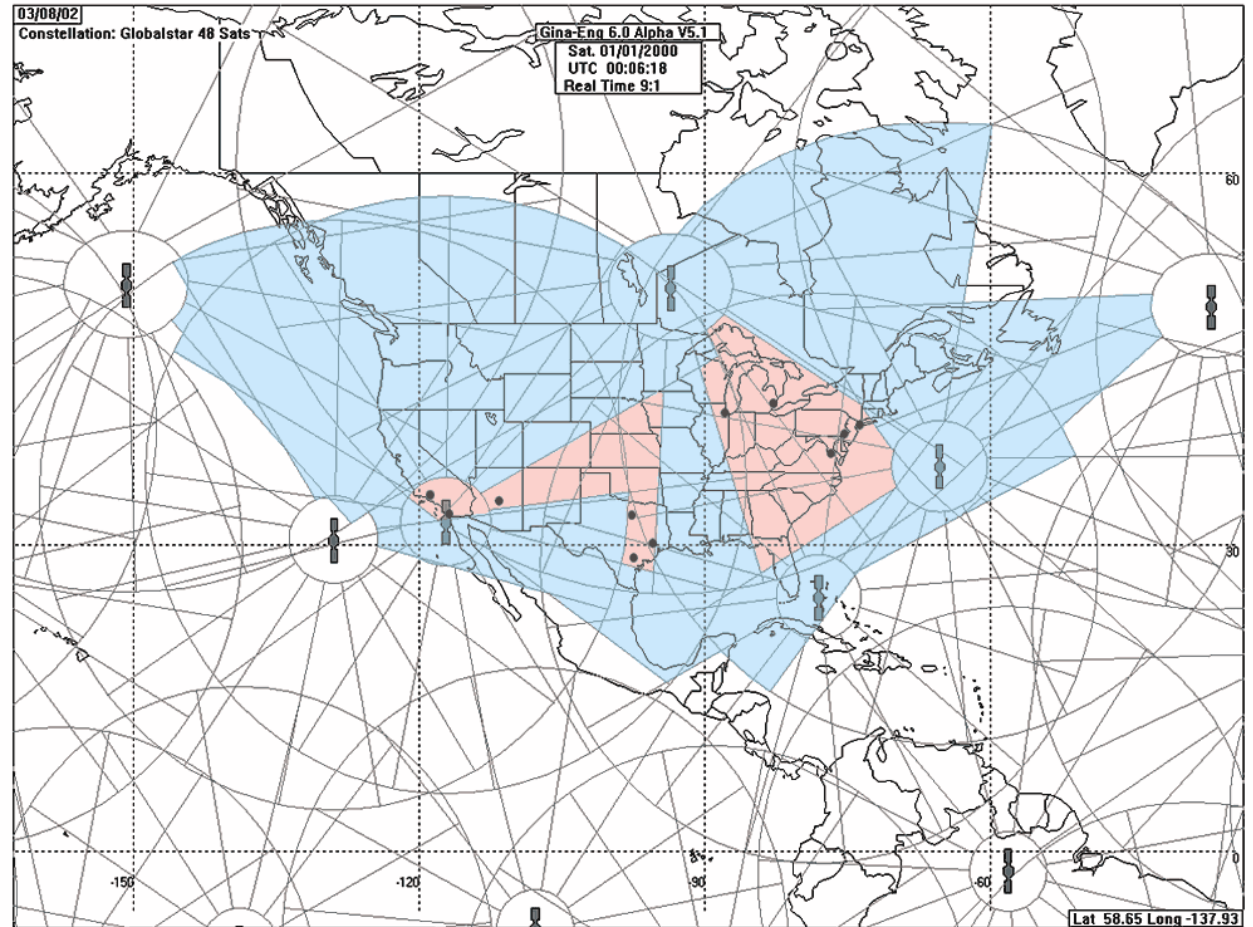 03/08/02
Constellation: Globalstar 48 Sats
Gina-Eng 6.0 Alpha V5.1
Sat. 01/01/2000
UTC 00:06:18
Real Time 9:1
60
30
0
-150
-120
-90
-60
Lat 58.65 Long -137.93